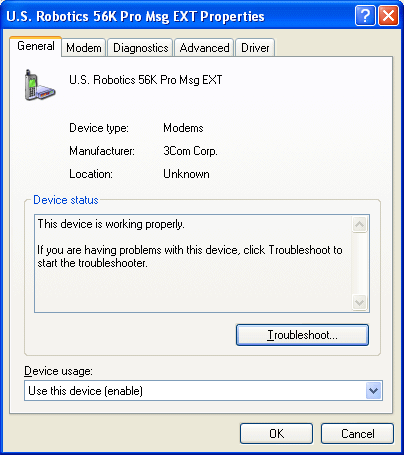 U.S. Robotics 56K Pro Msg EXT Properties
General Modem Diagnostics Advanced Driver
U.S. Robotics 56K Pro Msg EXT
Device type: Modems
Manufacturer: 3Com Corp.
Location: Unknown
Device status
This device is working properly.
If you are having problems with this device, click Troubleshoot to
start the troubleshooter.
Troubleshoot...
Device usage:
Use this device (enable)
OK Cancel